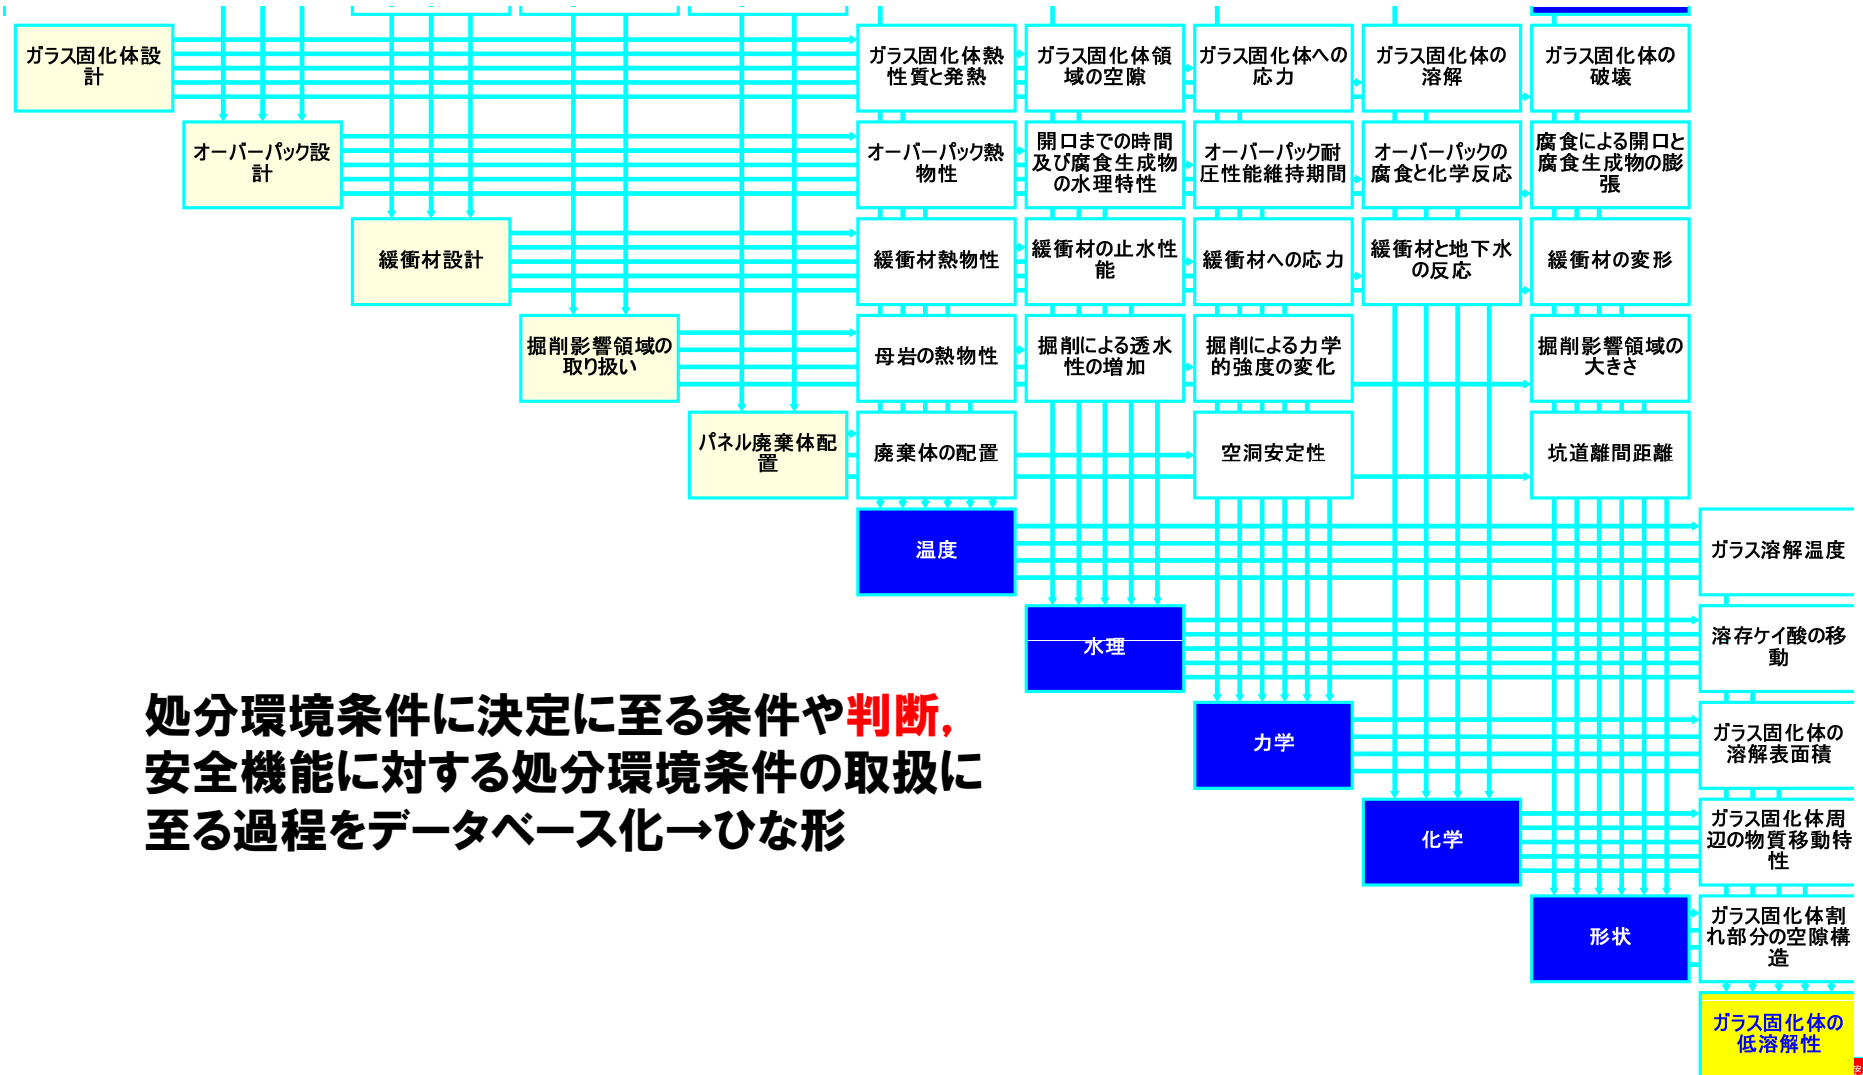 ガラス固化体設
計
ガラス固化体熱
性質と発熱
ガラス固化体領
域の空隙
ガラス固化体への
応力
ガラス固化体の
溶解
ガラス固化体の
破壊
オーバーパック設
計
オーバーパック熱
物性
開口までの時間
及び腐食生成物
の水理特性
オーバーパック耐
圧性能維持期間
オーバーパックの
腐食と化学反応
腐食による開口と
腐食生成物の膨
張
緩衝材設計
緩衝材熱物性
緩衝材の止水性
能
緩衝材への応力
緩衝材と地下水
の反応
緩衝材の変形
掘削影響領域の
取り扱い
母岩の熱物性
掘削による透水
性の増加
掘削による力学
的強度の変化
掘削影響領域の
大きさ
パネル廃棄体配
置
廃棄体の配置
空洞安定性
坑道離間距離
温度
ガラス溶解温度
水理
溶存ケイ酸の移
動
処分環境条件に決定に至る条件や判断,
安全機能に対する処分環境条件の取扱に
至る過程をデータベース化→ひな形
力学
ガラス固化体の
溶解表面積
化学
ガラス固化体周
辺の物質移動特
性
形状
ガラス固化体割
れ部分の空隙構
造
ガラス固化体の
低溶解性
安